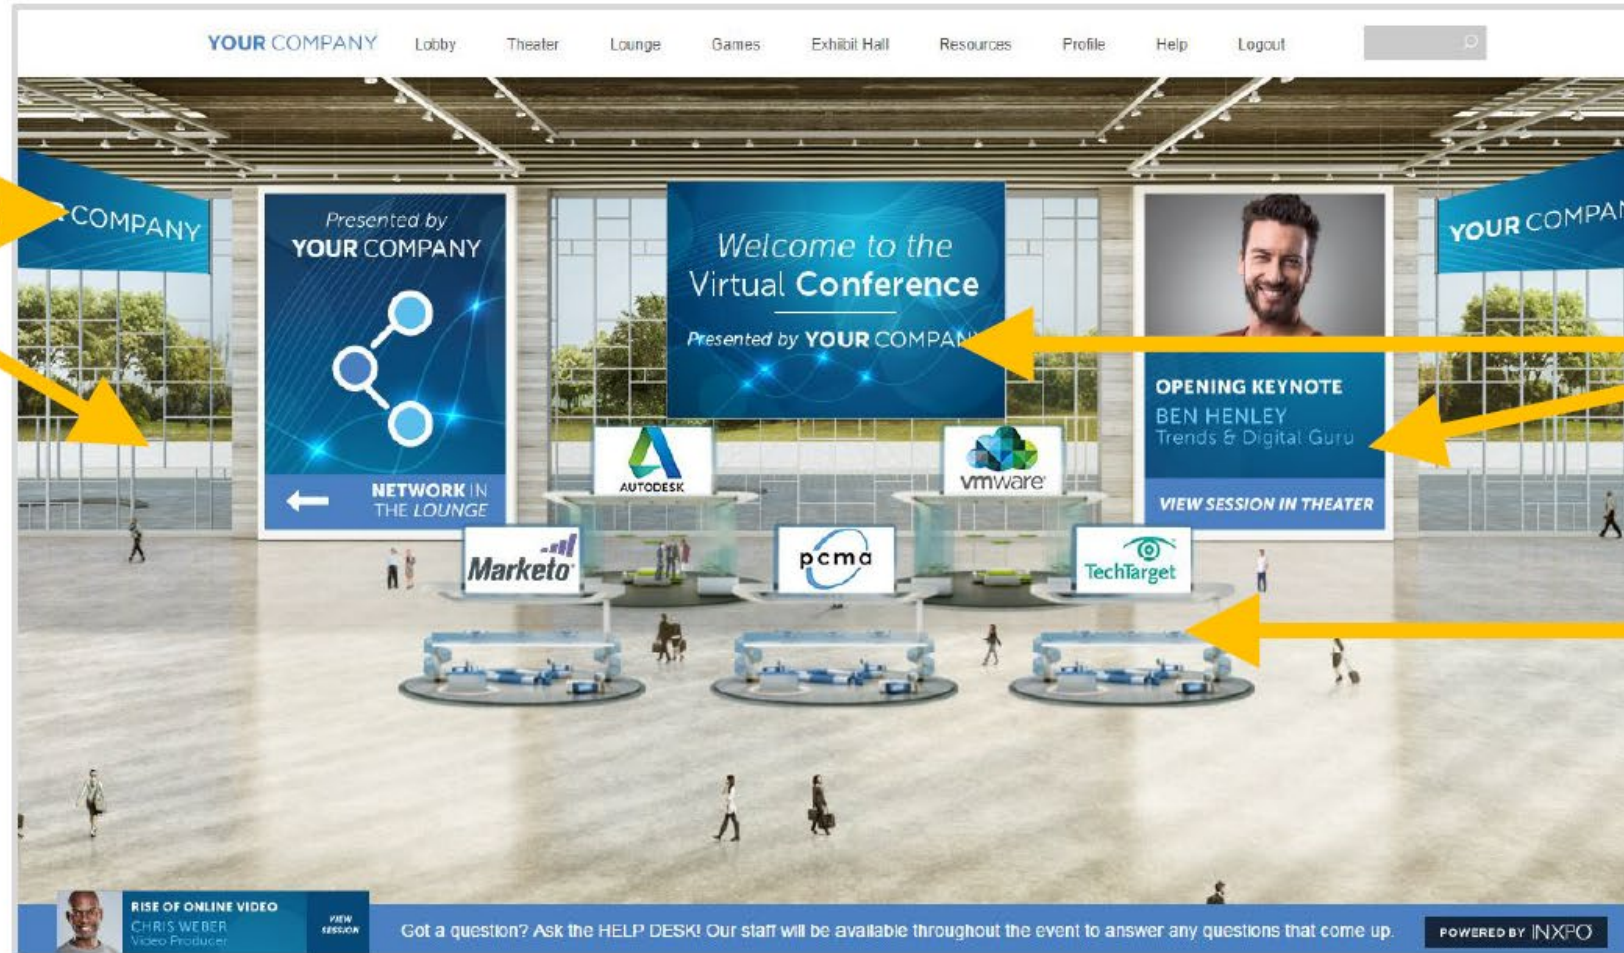 YOUR COMPANY Lobby Theater Lounge Games Exhibit Hall Resources Profile Help Logout
COMPANY
Presented by
YOUR COMPANY
NETWORK IN
THE LOUNGE
Welcome to the
Virtual Conference
Presented by YOUR COMPANY
OPENING KEYNOTE
BEN HENLEY
Trends & Digital Guru
VIEW SESSION IN THEATER
YOUR COMPAN
AUTODESK
vmware
Marketo
pcma
TechTarget
RISE OF ONLINE VIDEO
CHRIS WEBER
Video Producer
VIEW
SESSION
Got a question? Ask the HELP DESK! Our staff will be available throughout the event to answer any questions that come up.
POWERED BY INXPO